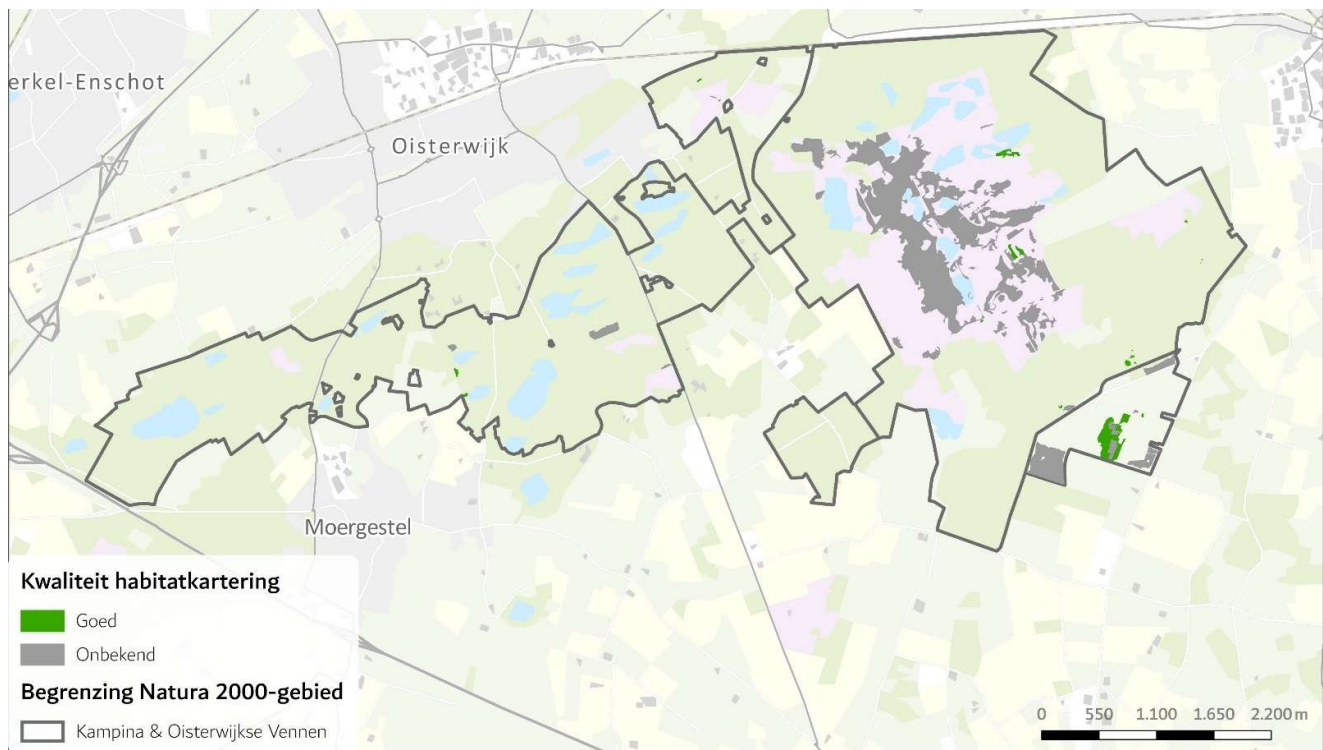 erkel-Enschot
Oisterwijk
Moergestel
Kwaliteit habitatkartering
Goed
Onbekend
Begrenzing Natura 2000-gebied
Kampina & Oisterwijkse Vennen
0 550 1.100 1.650 2.200 m